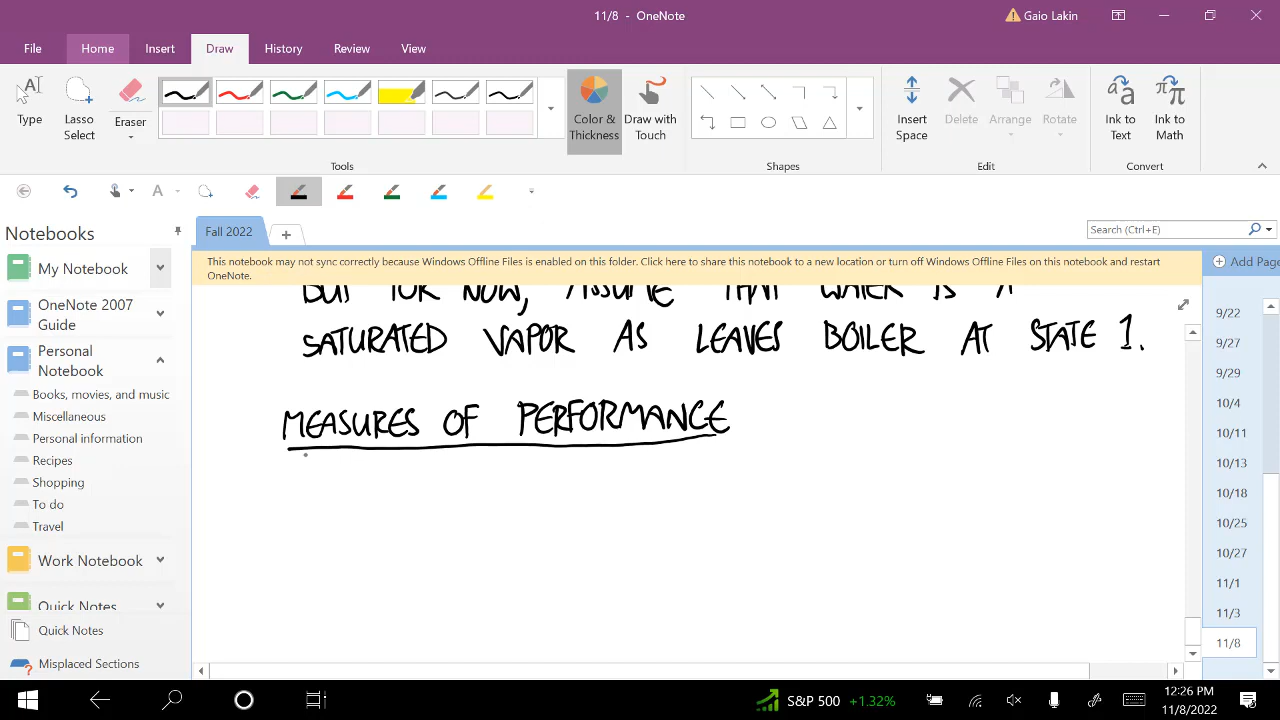 11/8 - OneNote
Gaio Lakin
File
Home
Insert
Draw
History
Review
View
Type
Lasso Select
Eraser
Color & Thickness
Draw with Touch
Insert Space
Delete
Arrange
Rotate
Ink to Text
Ink to Math
Tools
Shapes
Edit
Convert
Notebooks
Fall 2022
Search (Ctrl+E)
My Notebook
OneNote 2007 Guide
Personal Notebook
Books, movies, and music
Miscellaneous
Personal information
Recipes
Shopping
To do
Travel
Work Notebook
Quick Notes
Quick Notes
Misplaced Sections
This notebook may not sync correctly because Windows Offline Files is enabled on this folder. Click here to share this notebook to a new location or turn off Windows Offline Files on this notebook and restart
OneNote.
BUT FOR NOW, ASSUME THAT WATER IS A
SATURATED VAPOR AS LEAVES BOILER AT STATE 1.
MEASURES OF PERFORMANCE
Add Page
9/22
9/27
9/29
10/4
10/11
10/13
10/18
10/25
10/27
11/1
11/3
11/8
S&P 500 +1.32%
12:26 PM
11/8/2022